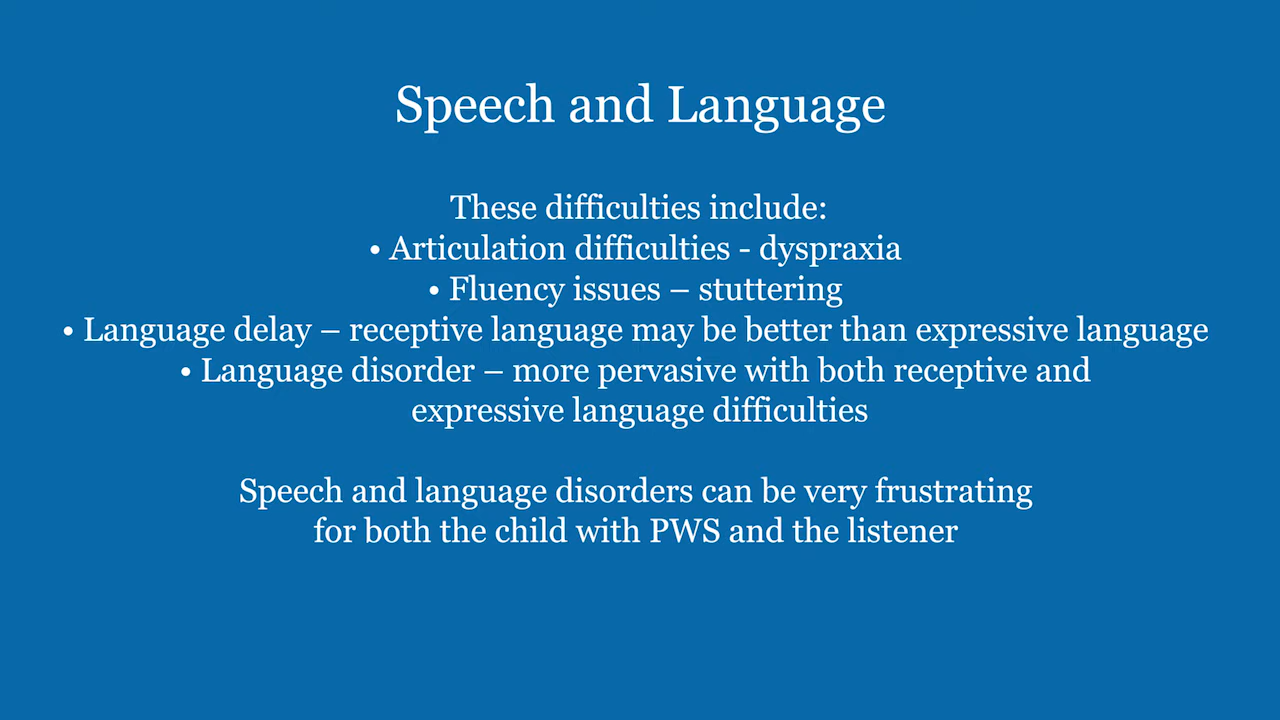 Speech and Language
These difficulties include:
• Articulation difficulties - dyspraxia
• Fluency issues – stuttering
• Language delay – receptive language may be better than expressive language
• Language disorder – more pervasive with both receptive and
expressive language difficulties
Speech and language disorders can be very frustrating
for both the child with PWS and the listener